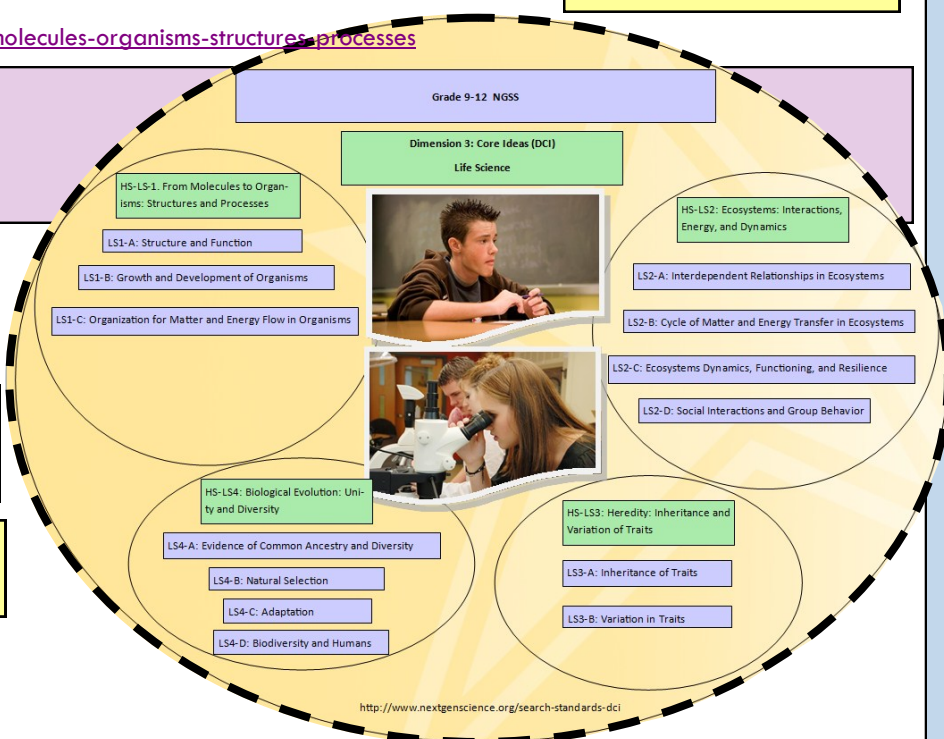 molecules-organisms-structures-processes
Grade 9-12 NGSS
Dimension 3: Core Ideas (DCI)
Life Science
HS-LS-1. From Molecules to Organ-
isms: Structures and Processes
LS1-A: Structure and Function
LS1-B: Growth and Development of Organisms
LS1-C: Organization for Matter and Energy Flow in Organisms
HS-LS2: Ecosystems: Interactions,
Energy, and Dynamics
LS2-A: Interdependent Relationships in Ecosystems
LS2-B: Cycle of Matter and Energy Transfer in Ecosystems
LS2-C: Ecosystems Dynamics, Functioning, and Resilience
LS2-D: Social Interactions and Group Behavior
HS-LS4: Biological Evolution: Uni-
ty and Diversity
LS4-A: Evidence of Common Ancestry and Diversity
LS4-B: Natural Selection
LS4-C: Adaptation
LS4-D: Biodiversity and Humans
HS-LS3: Heredity: Inheritance and
Variation of Traits
LS3-A: Inheritance of Traits
LS3-B: Variation in Traits
http://www.nextgenscience.org/search-standards-dci